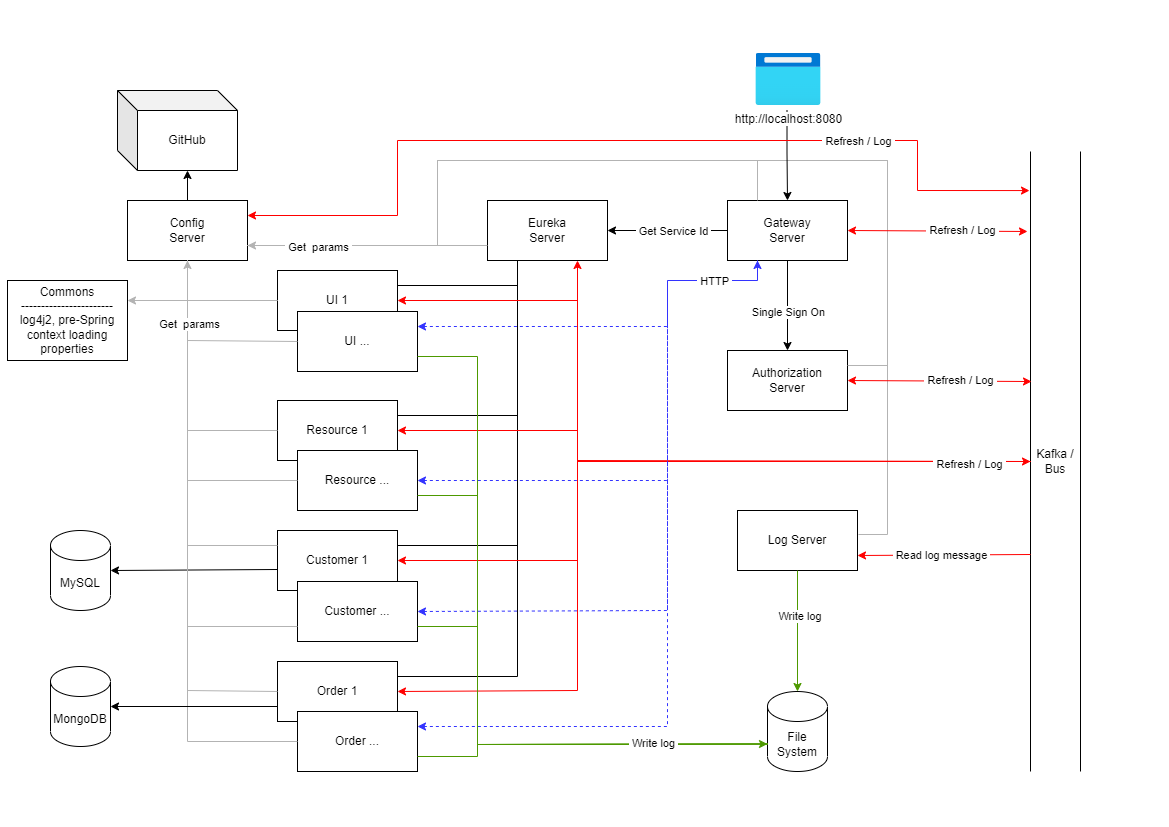 http://localhost:8080
GitHub
Refresh / Log
Config
Server
Eureka
Server
Get Service Id
Gateway
Server
Refresh / Log
Get params
HTTP
Commons
-----------------------
log4j2, pre-Spring
context loading
properties
UI 1
Get params
UI ...
Single Sign On
Authorization
Server
Refresh / Log
Resource 1
Resource ...
Refresh / Log
Kafka /
Bus
Customer 1
Customer ...
MySQL
Log Server
Read log message
Write log
Order 1
Order ...
MongoDB
Write log
File
System